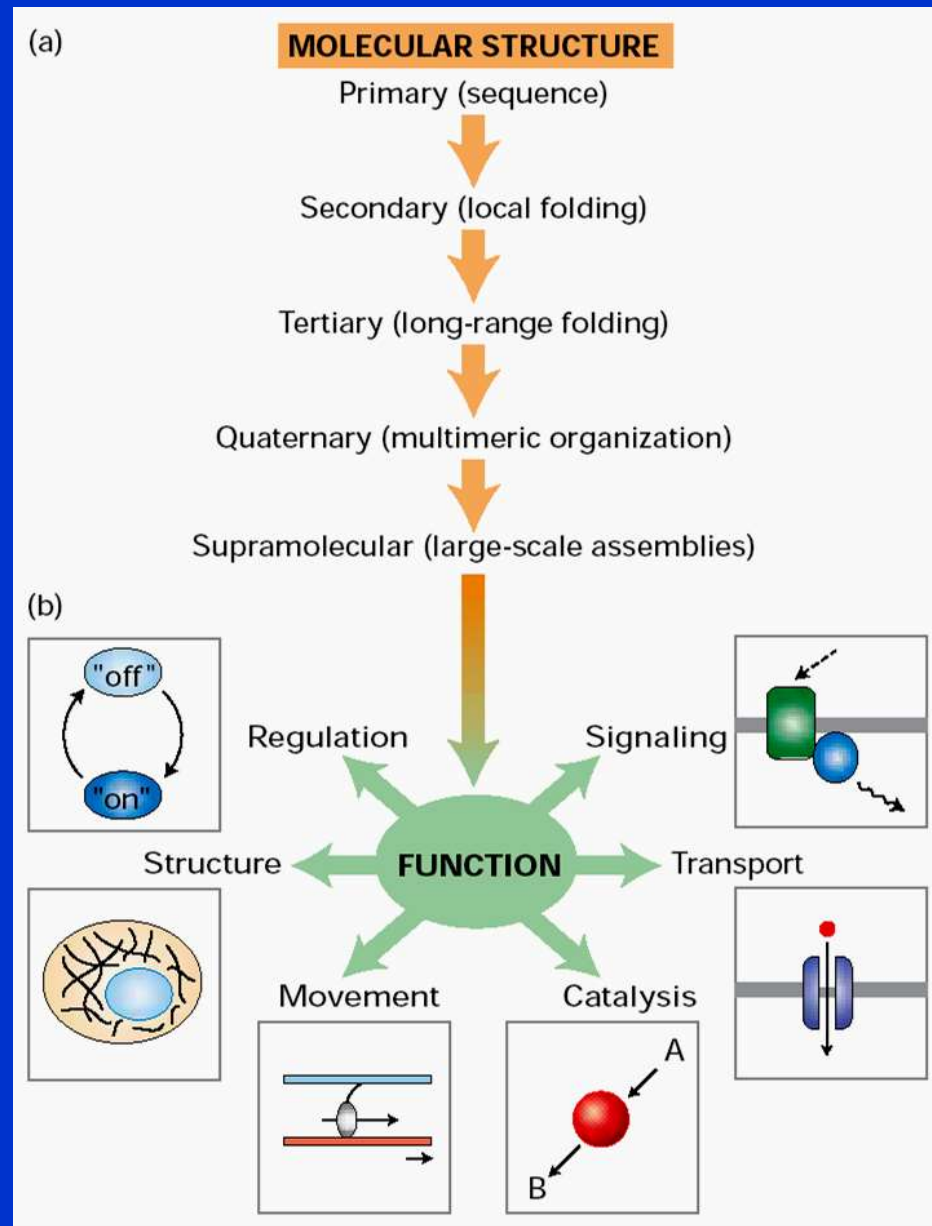 (a)
MOLECULAR STRUCTURE
Primary (sequence)
Secondary (local folding)
Tertiary (long-range folding)
Quaternary (multimeric organization)
Supramolecular (large-scale assemblies)
(b)
"off"
"on"
Regulation
Signaling
Structure
FUNCTION
Transport
Movement
Catalysis
A
B